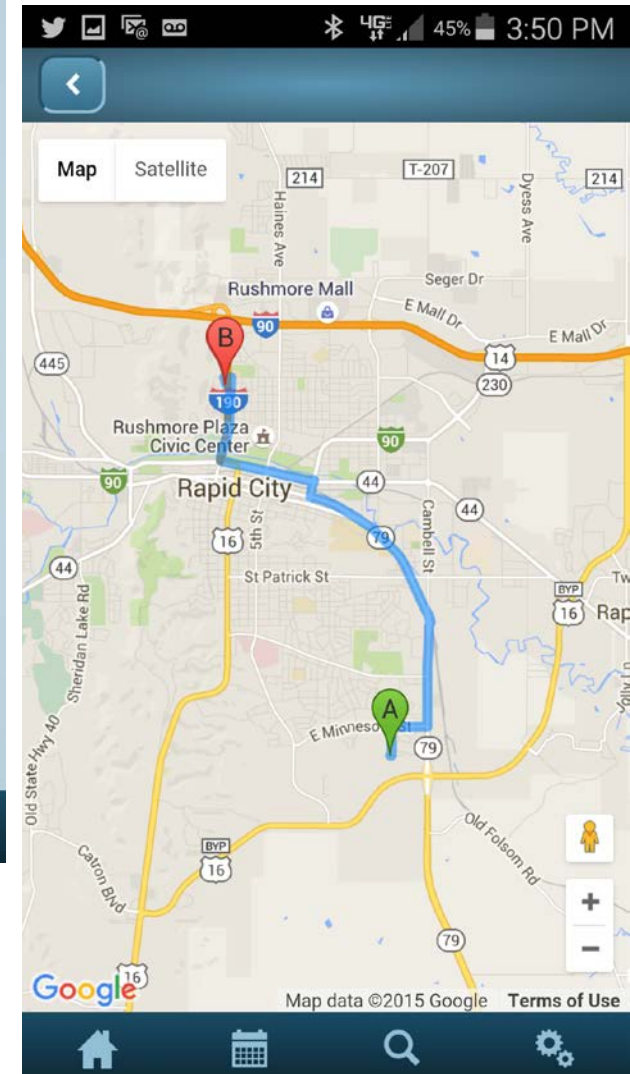 4G 45% 3:50 PM
Map Satellite
214 T-207 214
Haines Ave
Dyess Ave
Rushmore Mall
Seger Dr
E Mall Dr
E Mall Dr
90
B
14
445
230
190
Rushmore Plaza
Civic Center
90
90
Rapid City
44
44
Cambell St
16
5th St
79
44
St Patrick St
BYP
16
Tw
Rap
Sheridan Lake Rd
Jolly Ln
A
E Minnesota St
79
Old State Hwy 40
BYP
16
Old Folsom Rd
Catron Blvd
+
79
−
16
Google
Map data ©2015 Google Terms of Use